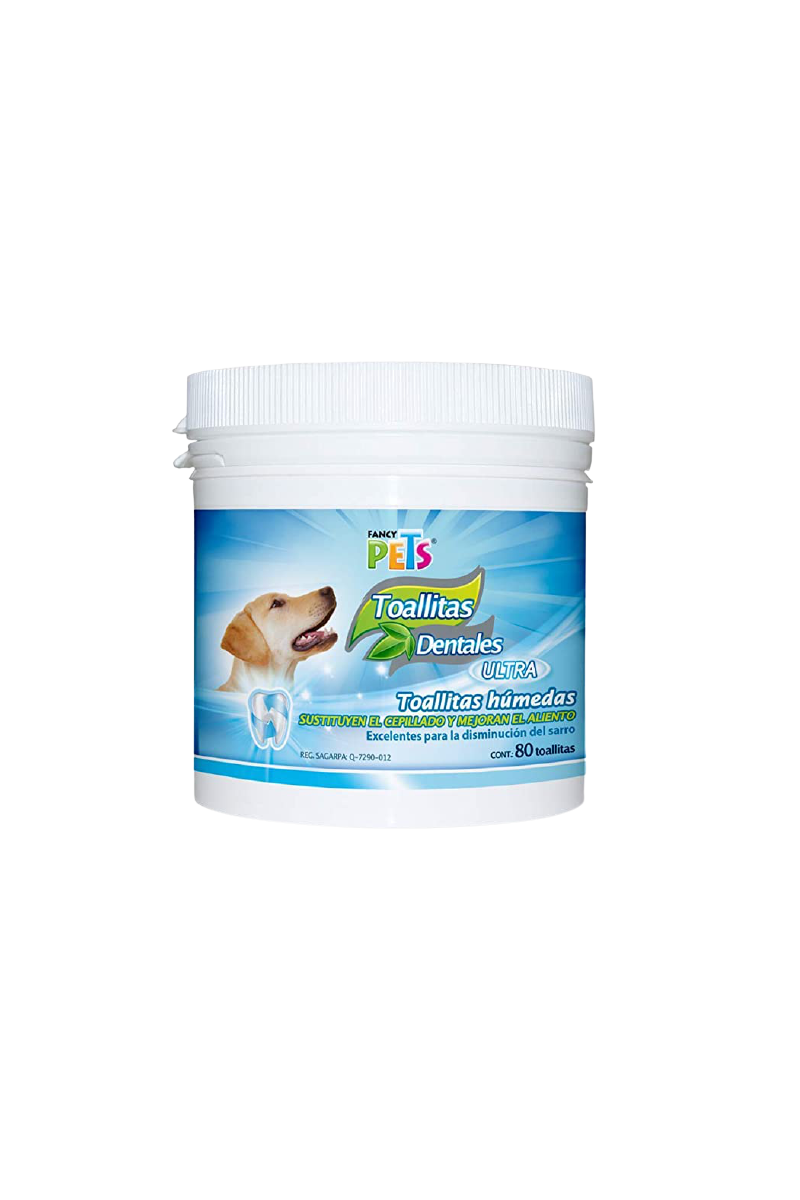 FANCY
PETS®
Toallitas
Dentales
ULTRA
Toallitas húmedas
SUSTITUYEN EL CEPILLADO Y MEJORAN EL ALIENTO
Excelentes para la disminución del sarro
REG. SAGARPA: Q-7290-012
CONT.: 80 toallitas